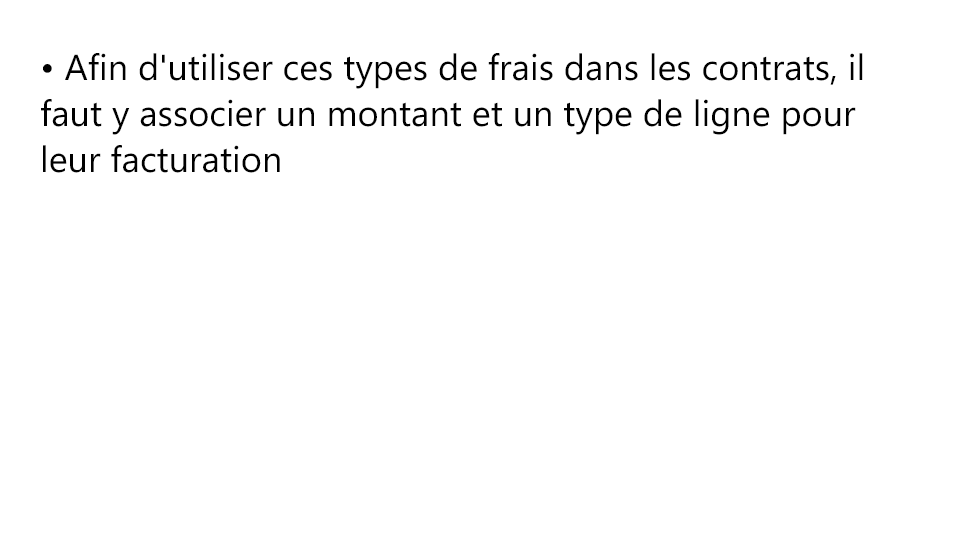 • Afin d'utiliser ces types de frais dans les contrats, il
faut y associer un montant et un type de ligne pour
leur facturation